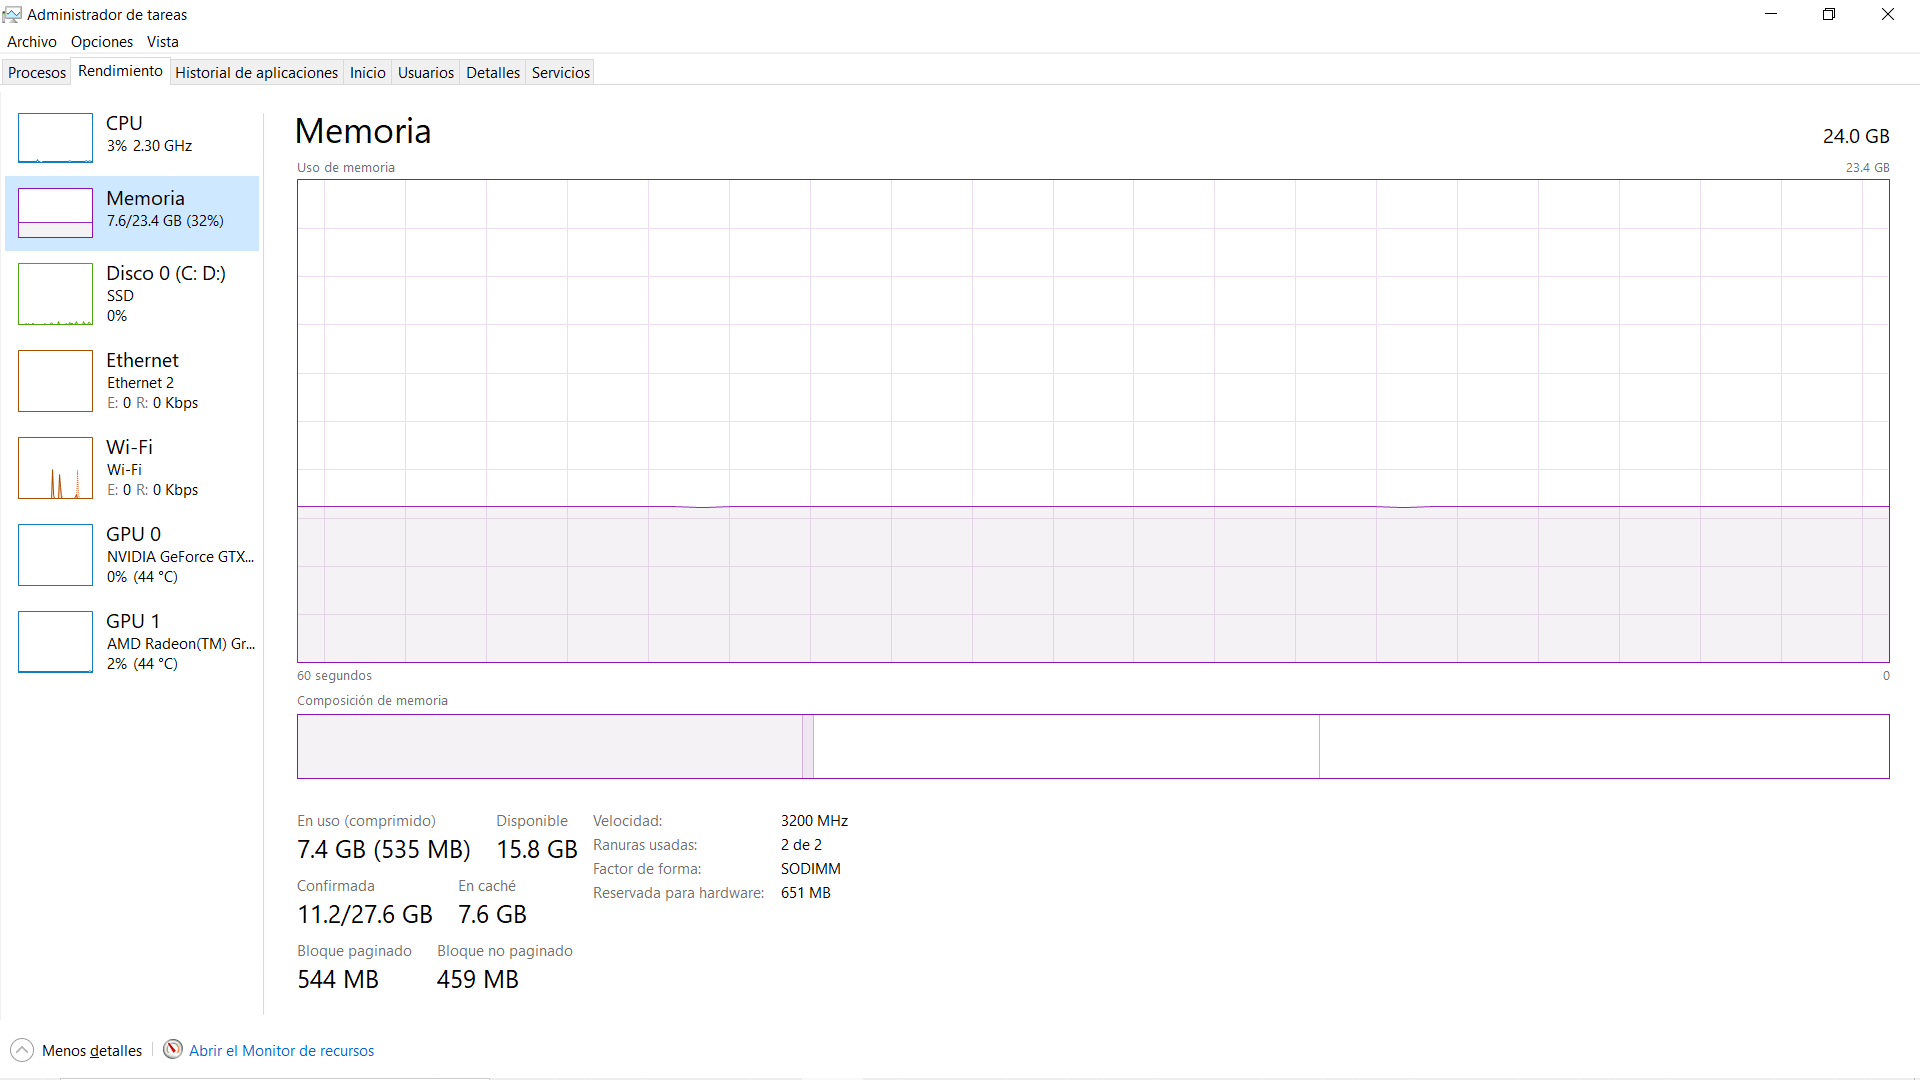 Administrador de tareas
Archivo Opciones Vista
Procesos Rendimiento Historial de aplicaciones Inicio Usuarios Detalles Servicios
CPU
3% 2.30 GHz
Memoria
7.6/23.4 GB (32%)
Disco 0 (C: D:)
SSD
0%
Ethernet
Ethernet 2
E: 0 R: 0 Kbps
Wi-Fi
Wi-Fi
E: 0 R: 0 Kbps
GPU 0
NVIDIA GeForce GTX...
0% (44 °C)
GPU 1
AMD Radeon(TM) Gr...
2% (44 °C)
Memoria 24.0 GB
Uso de memoria 23.4 GB
60 segundos 0
Composición de memoria
En uso (comprimido) Disponible
7.4 GB (535 MB) 15.8 GB
Confirmada En caché
11.2/27.6 GB 7.6 GB
Bloque paginado Bloque no paginado
544 MB 459 MB
Velocidad: 3200 MHz
Ranuras usadas: 2 de 2
Factor de forma: SODIMM
Reservada para hardware: 651 MB
Menos detalles Abrir el Monitor de recursos